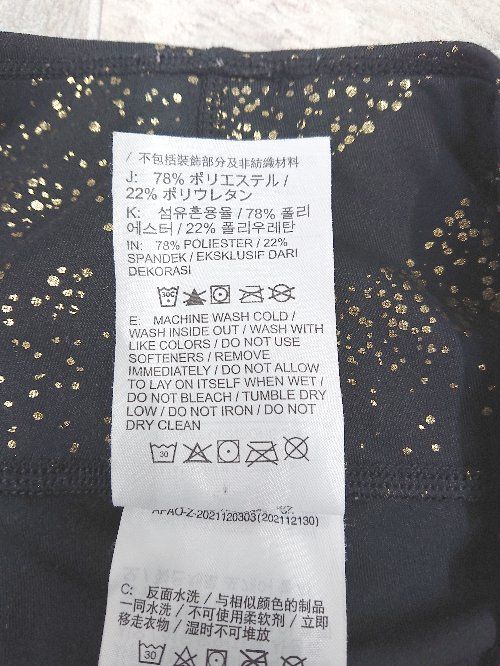 / 不包括裝飾部分及非紡織材料
J: 78% ポリエステル /
22% ポリウレタン
K: 섬유혼용율 / 78% 폴리
에스터 / 22% 폴리우레탄
IN: 78% POLIESTER / 22%
SPANDEK / EKSKLUSIF DARI
DEKORASI
30C
E: MACHINE WASH COLD /
WASH INSIDE OUT / WASH WITH
LIKE COLORS / DO NOT USE
SOFTENERS / REMOVE
IMMEDIATELY / DO NOT ALLOW
TO LAY ON ITSELF WHEN WET /
DO NOT BLEACH / TUMBLE DRY
LOW / DO NOT IRON / DO NOT
DRY CLEAN
30
APAO-Z-2021120303(202112130)
C: 反面水洗 / 与相似颜色的制品
一同水洗 / 不可使用柔软剂 / 立即
移走衣物 / 湿时不可堆放